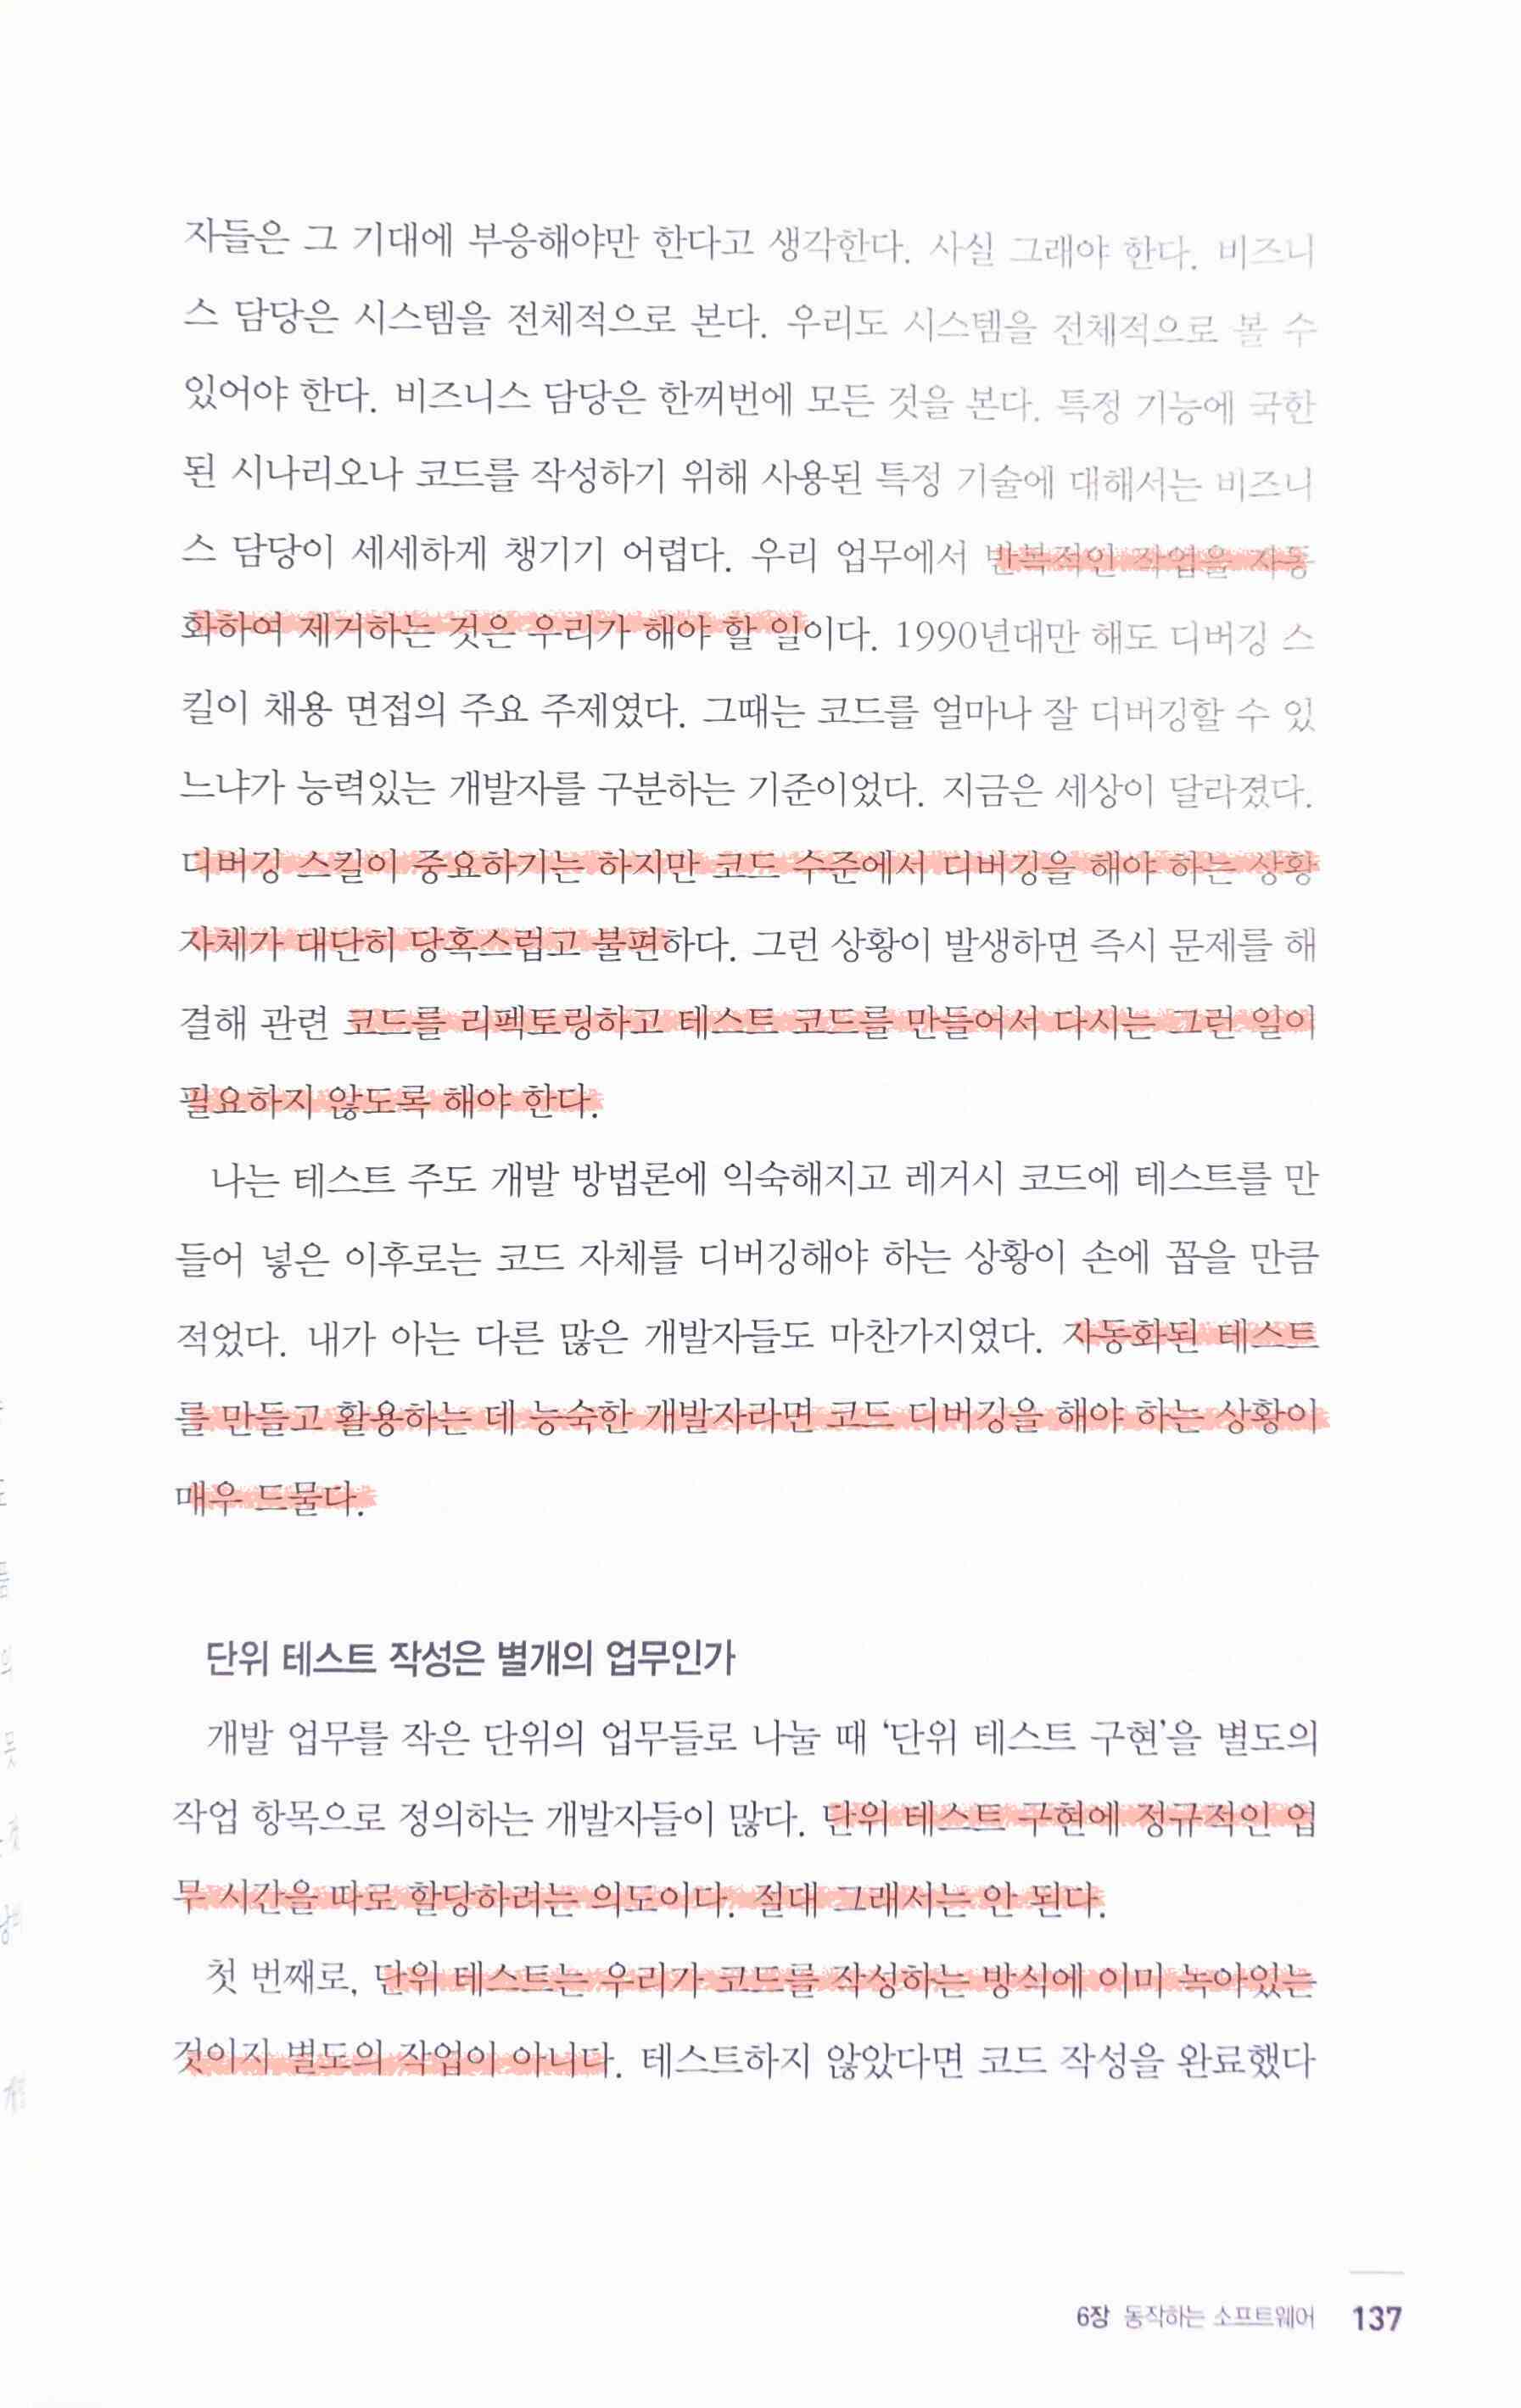 자들은 그 기대에 부응해야만 한다고 생각한다. 사실 그래야 한다. 비즈니
스 담당은 시스템을 전체적으로 본다. 우리도 시스템을 전체적으로 볼 수
있어야 한다. 비즈니스 담당은 한꺼번에 모든 것을 본다. 특정 기능에 국한
된 시나리오나 코드를 작성하기 위해 사용된 특정 기술에 대해서는 비즈니
스 담당이 세세하게 챙기기 어렵다. 우리 업무에서 반복적인 작업을 자동
화하여 제거하는 것은 우리가 해야 할 일이다. 1990년대만 해도 디버깅 스
킬이 채용 면접의 주요 주제였다. 그때는 코드를 얼마나 잘 디버깅할 수 있
느냐가 능력있는 개발자를 구분하는 기준이었다. 지금은 세상이 달라졌다.
디버깅 스킬이 중요하기는 하지만 코드 수준에서 디버깅을 해야 하는 상황
자체가 대단히 당혹스럽고 불편하다. 그런 상황이 발생하면 즉시 문제를 해
결해 관련 코드를 리팩토링하고 테스트 코드를 만들어서 다시는 그런 일이
필요하지 않도록 해야 한다.
나는 테스트 주도 개발 방법론에 익숙해지고 레거시 코드에 테스트를 만
들어 넣은 이후로는 코드 자체를 디버깅해야 하는 상황이 손에 꼽을 만큼
적었다. 내가 아는 다른 많은 개발자들도 마찬가지였다. 자동화된 테스트
를 만들고 활용하는 데 능숙한 개발자라면 코드 디버깅을 해야 하는 상황이
매우 드물다.
단위 테스트 작성은 별개의 업무인가
개발 업무를 작은 단위의 업무들로 나눌 때 ‘단위 테스트 구현’을 별도의
작업 항목으로 정의하는 개발자들이 많다. 단위 테스트 구현에 정규적인 업
무 시간을 따로 할당하려는 의도이다. 절대 그래서는 안 된다.
첫 번째로, 단위 테스트는 우리가 코드를 작성하는 방식에 이미 녹아있는
것이지 별도의 작업이 아니다. 테스트하지 않았다면 코드 작성을 완료했다
6장 동작하는 소프트웨어 137